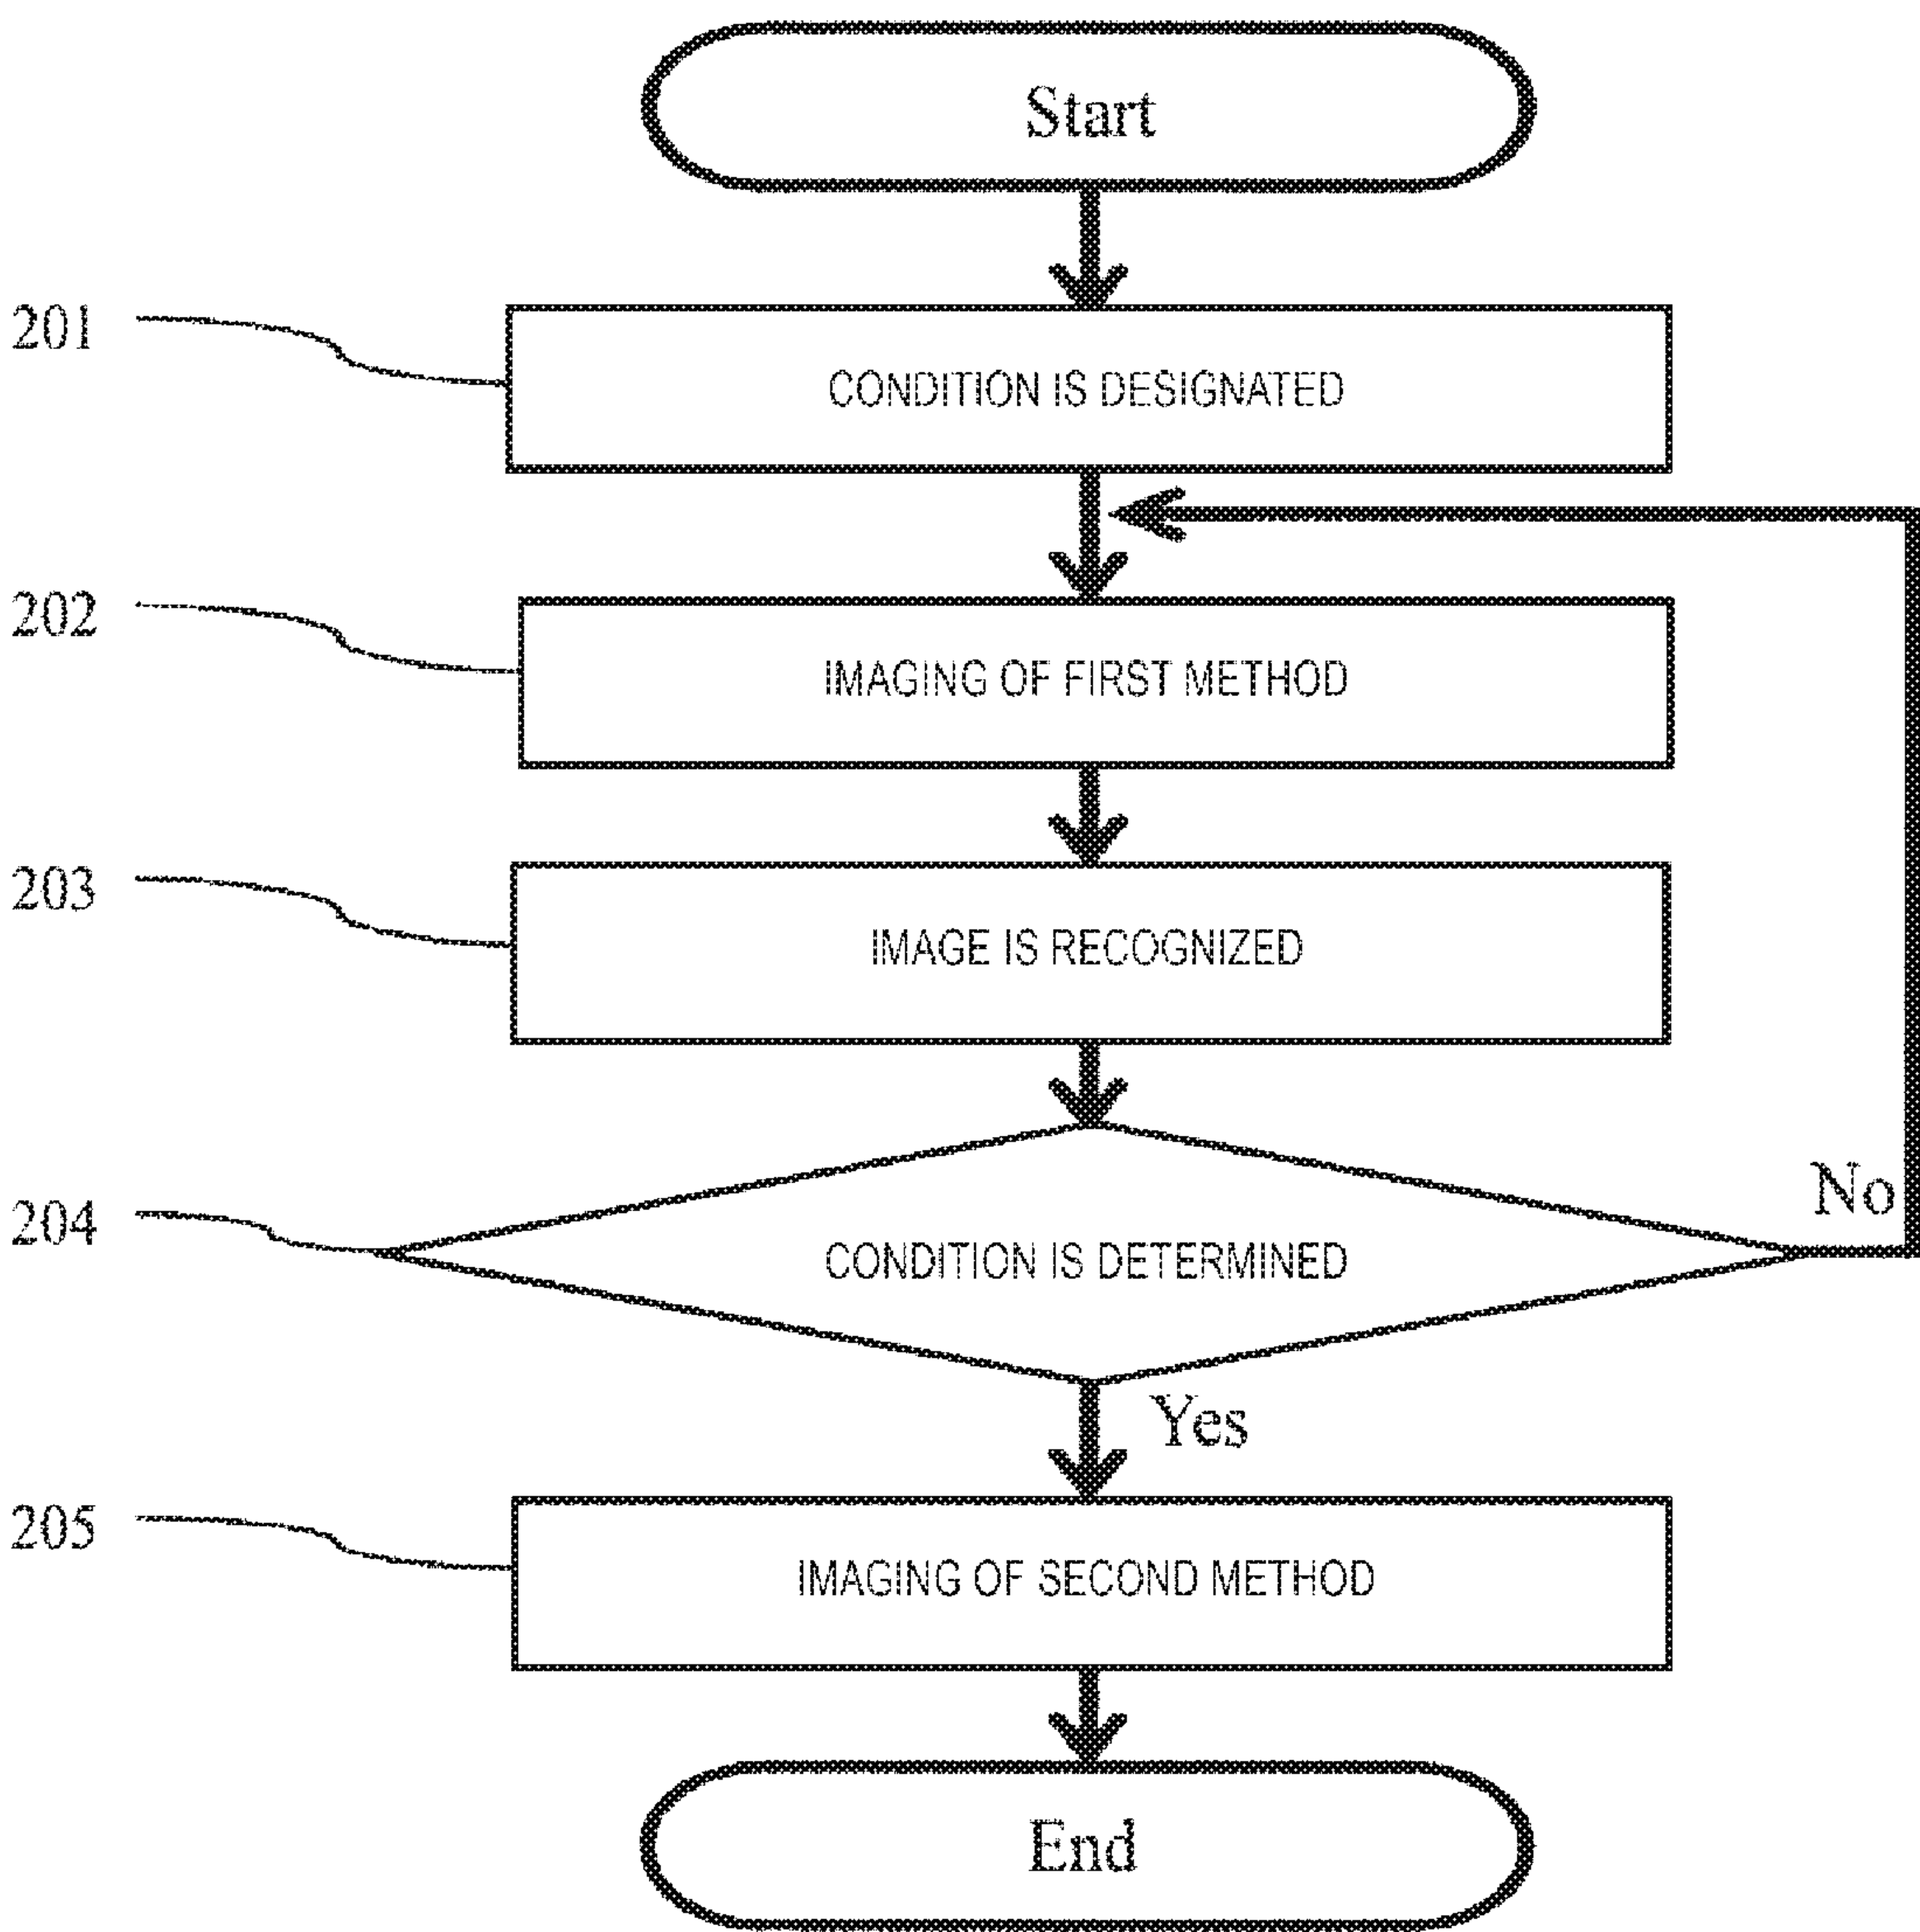 Start
201
CONDITION IS DESIGNATED
202
IMAGING OF FIRST METHOD
203
IMAGE IS RECOGNIZED
No
204
CONDITION IS DETERMINED
Yes
205
IMAGING OF SECOND METHOD
End